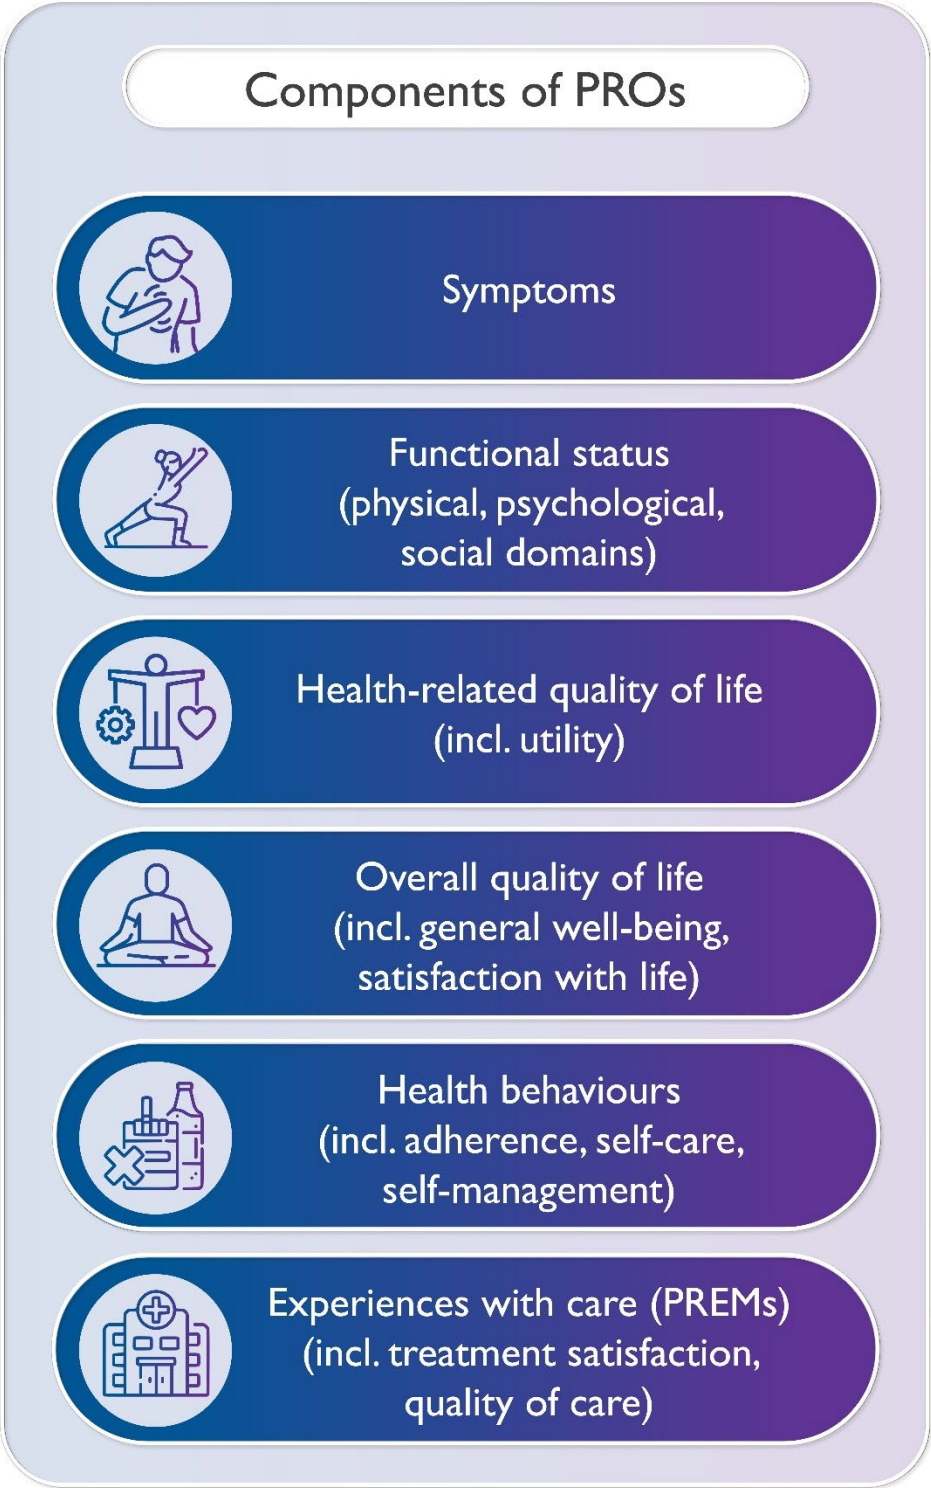 Components of PROs
Symptoms
Functional status
(physical, psychological,
social domains)
Health-related quality of life
(incl. utility)
Overall quality of life
(incl. general well-being,
satisfaction with life)
Health behaviours
(incl. adherence, self-care,
self-management)
Experiences with care (PREMs)
(incl. treatment satisfaction,
quality of care)